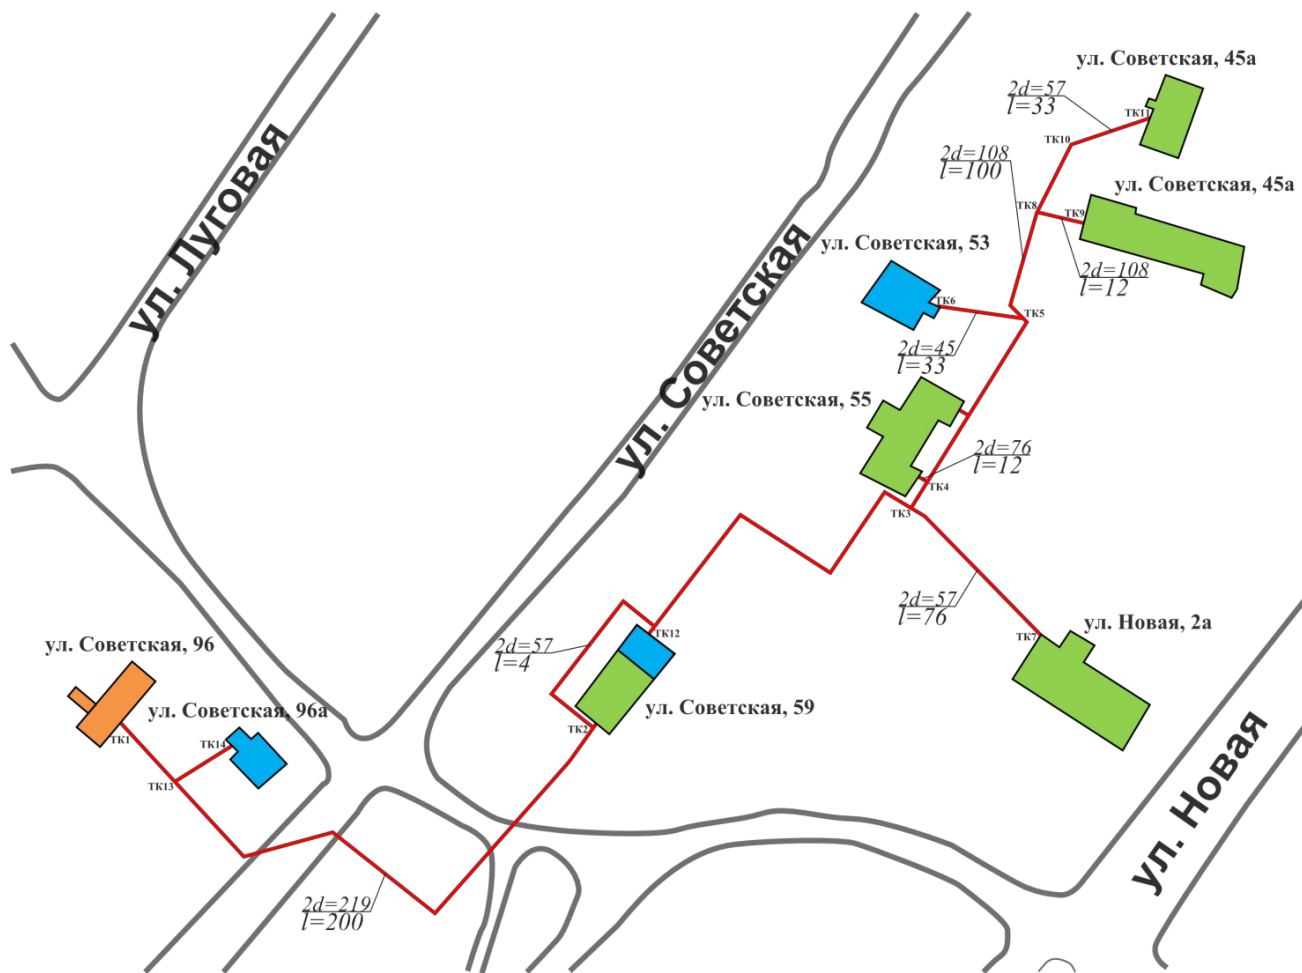 ул. Советская, 45а
2d=57
l=33
ТК11
ТК10
2d=108
l=100
ул. Советская, 45а
ТК8
ТК9
ул. Луговая
ул. Советская, 53
2d=108
l=12
ул. Советская
ТК6
ТК5
2d=45
l=33
ул. Советская, 55
2d=76
l=12
ТК4
ТК3
2d=57
l=76
ул. Новая, 2а
ТК7
ТК12
2d=57
l=4
ул. Советская, 96
ул. Советская, 96а
ул. Советская, 59
ТК2
ТК1
ТК14
ТК13
ул. Новая
2d=219
l=200